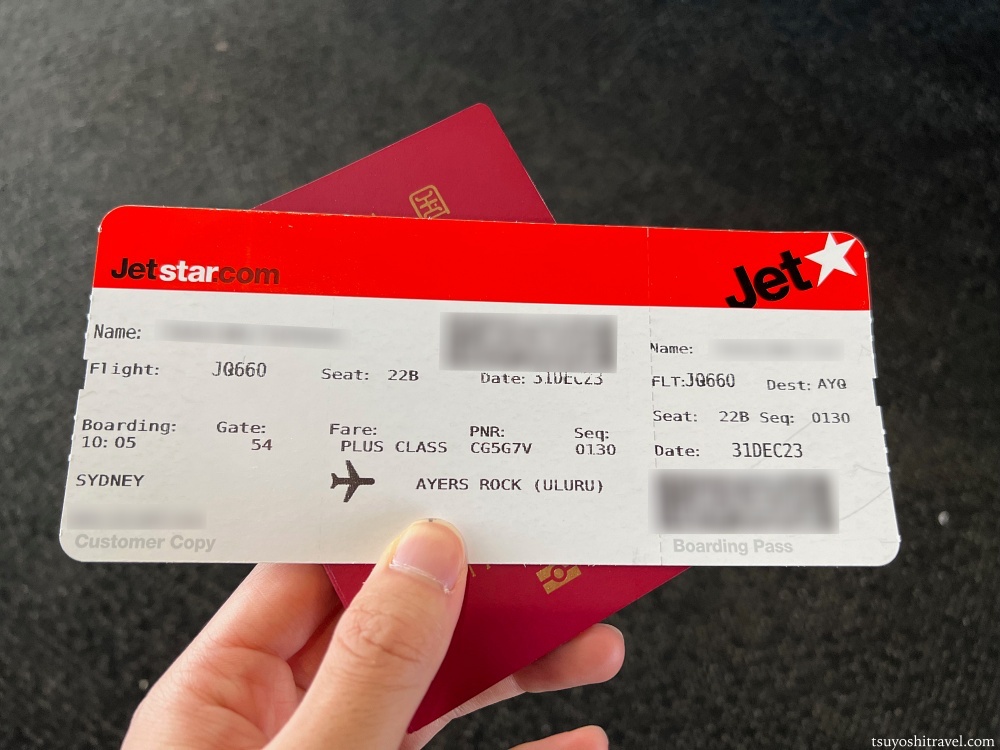 Jetstar.com
Jet
Name:
Flight: JQ660 Seat: 22B Date: 31DEC23
Boarding: Gate: Fare: PNR: Seq:
10:05 54 PLUS CLASS CG5G7V 0130
SYDNEY AYERS ROCK (ULURU)
Customer Copy
Name:
FLT:JQ660 Dest: AYQ
Seat: 22B Seq: 0130
Date: 31DEC23
Boarding Pass
tsuyoshitravel.com